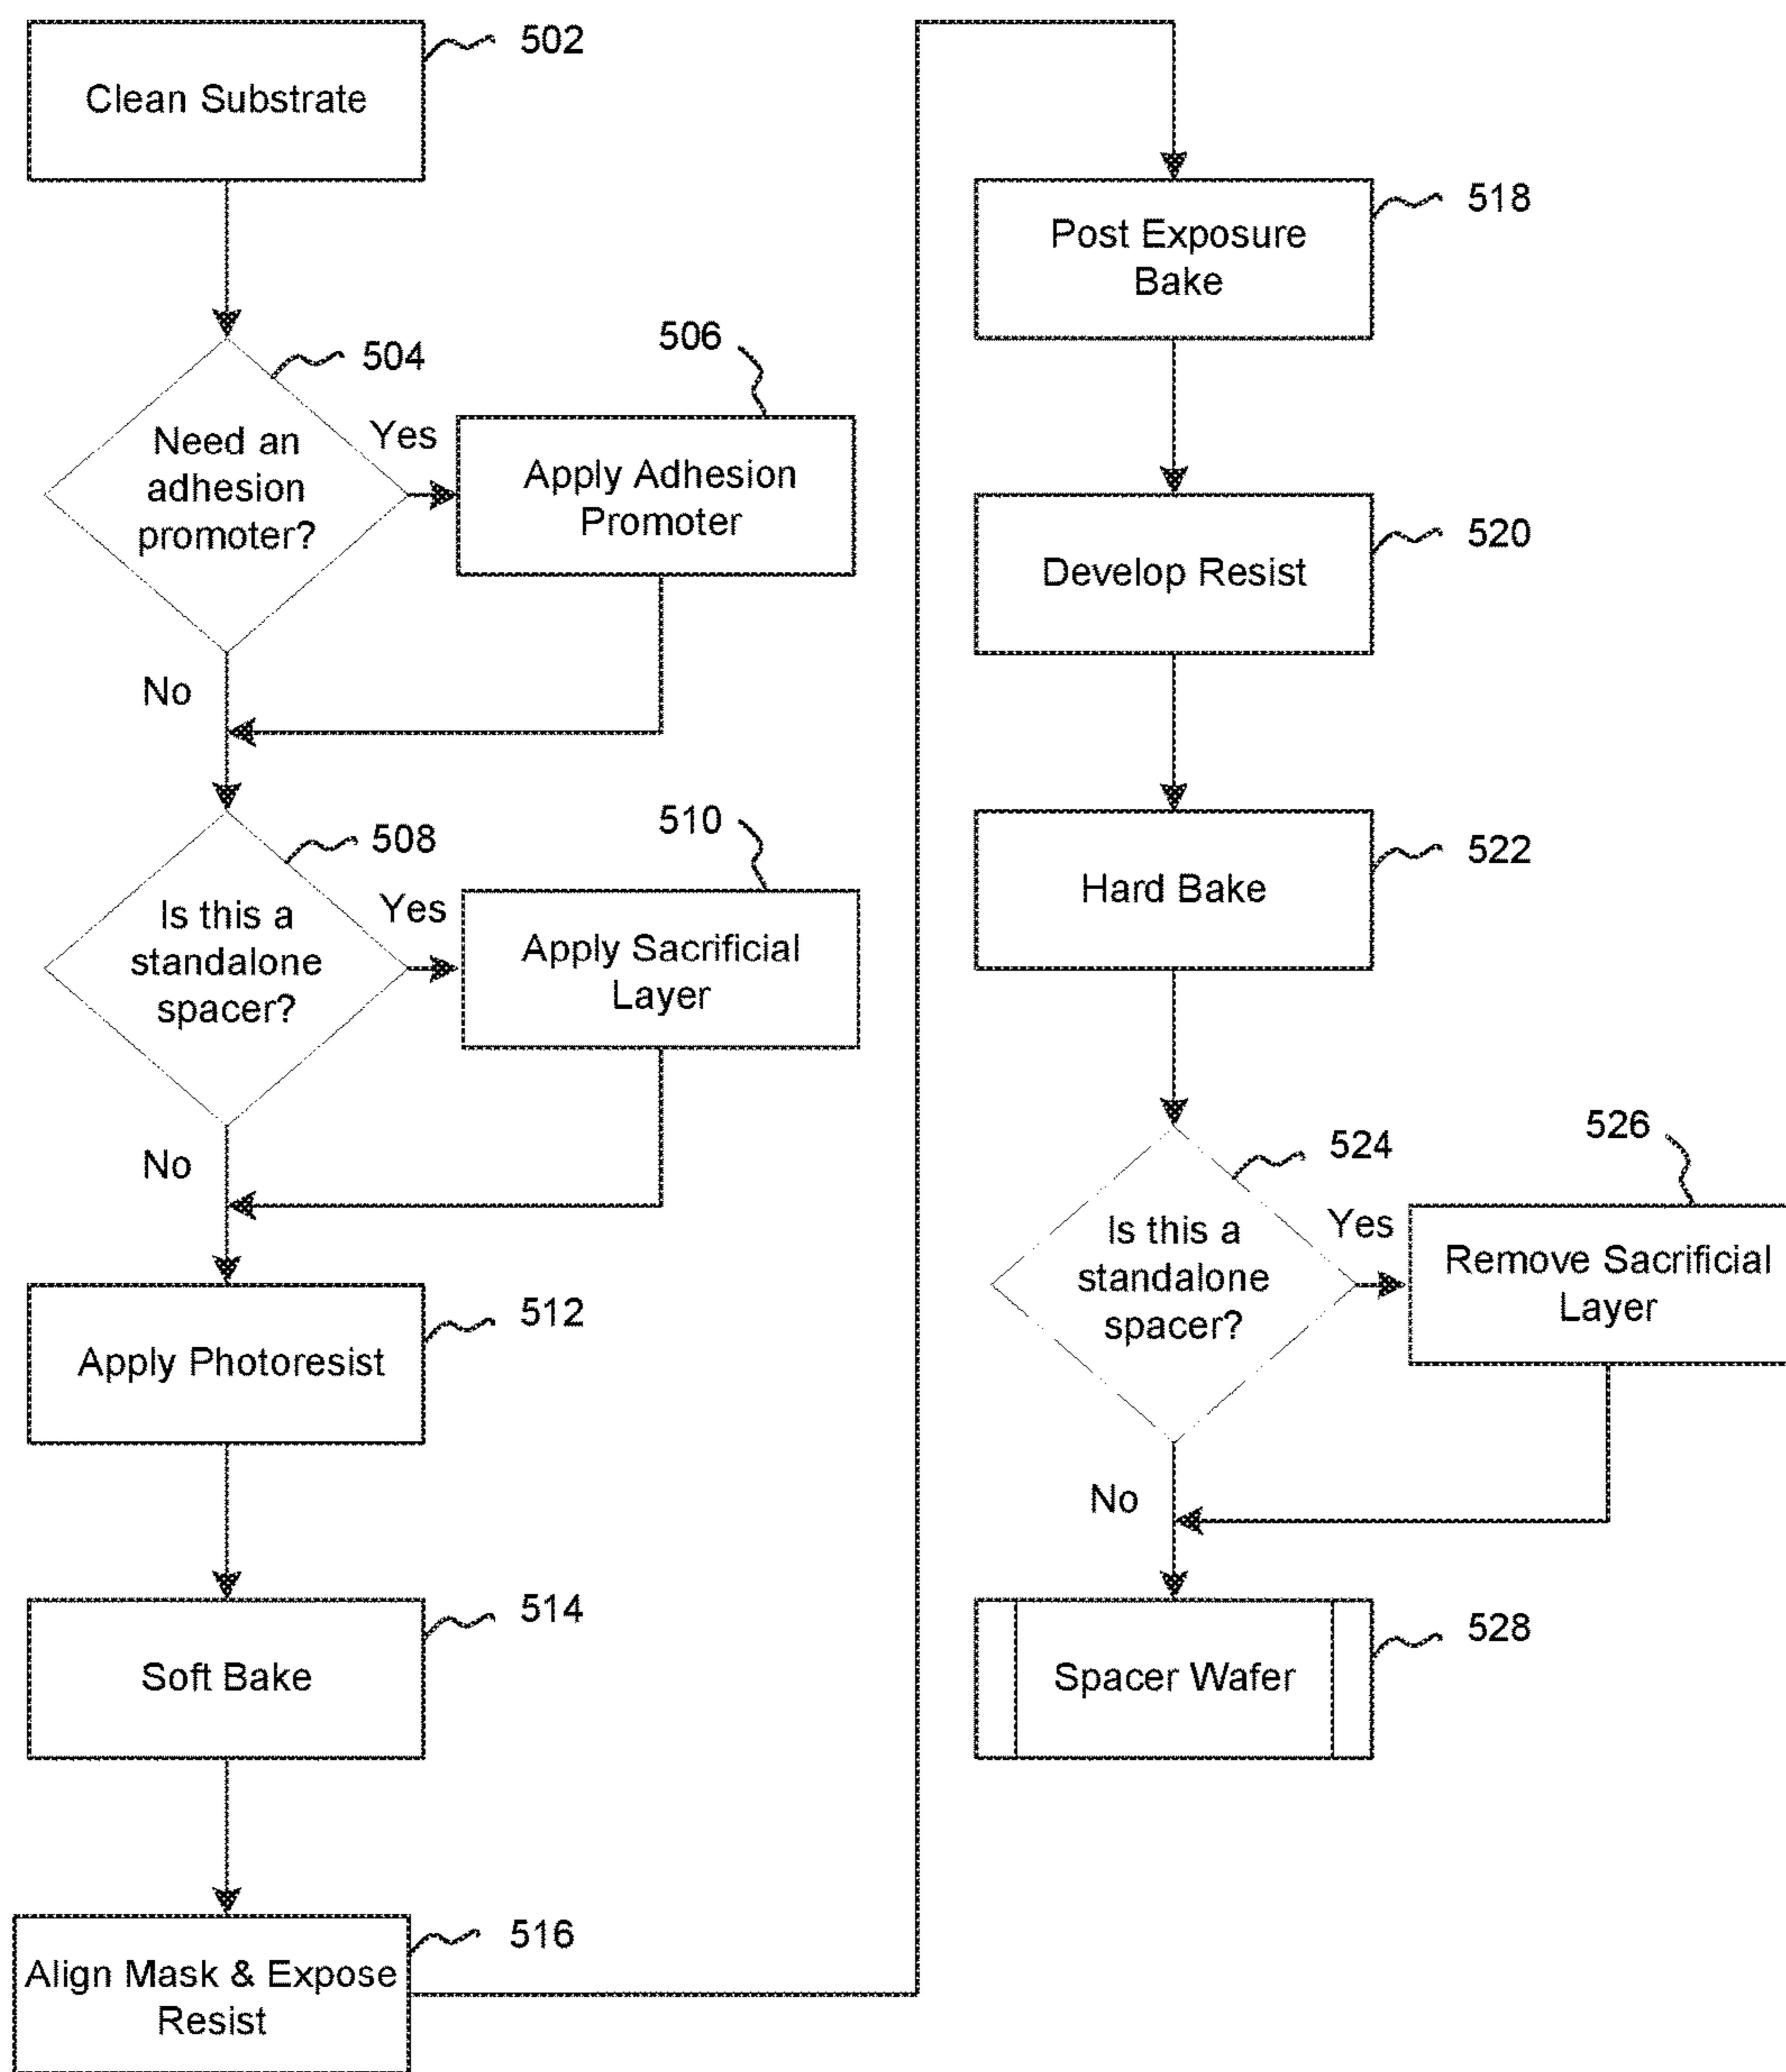 502
Clean Substrate
504
Need an
adhesion
promoter?
Yes
506
Apply Adhesion
Promoter
No
508
Is this a
standalone
spacer?
Yes
510
Apply Sacrificial
Layer
No
512
Apply Photoresist
514
Soft Bake
516
Align Mask & Expose
Resist
518
Post Exposure
Bake
520
Develop Resist
522
Hard Bake
524
Is this a
standalone
spacer?
Yes
526
Remove Sacrificial
Layer
No
528
Spacer Wafer